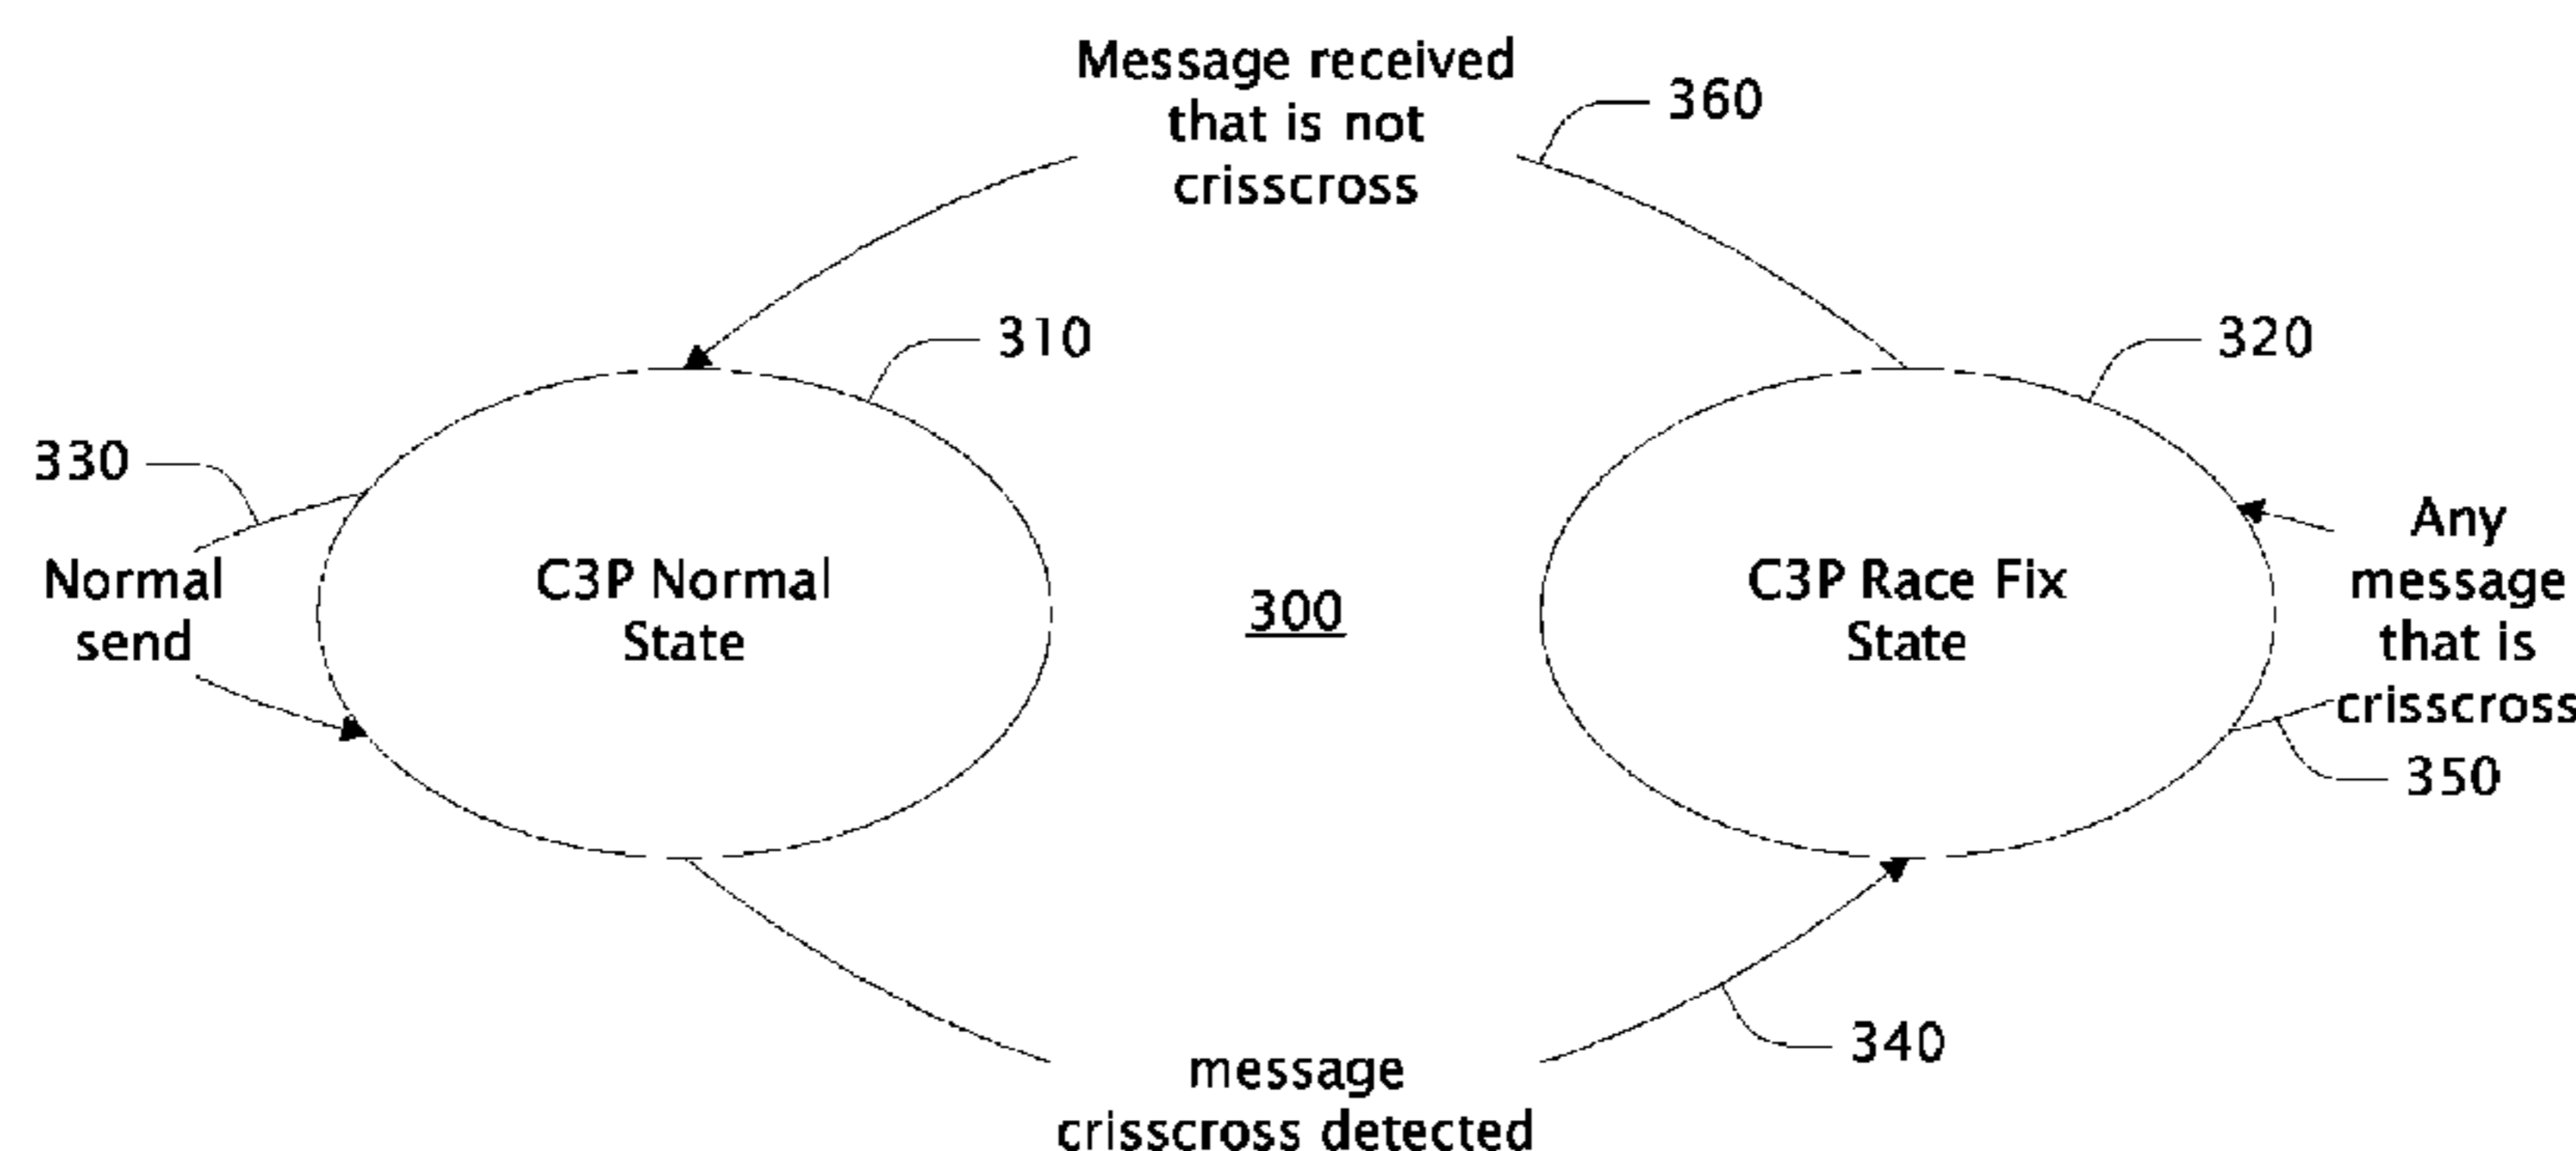 Message received
that is not
crisscross
360
310
320
330
Normal
send
C3P Normal
State
300
C3P Race Fix
State
Any
message
that is
crisscross
350
340
message
crisscross detected